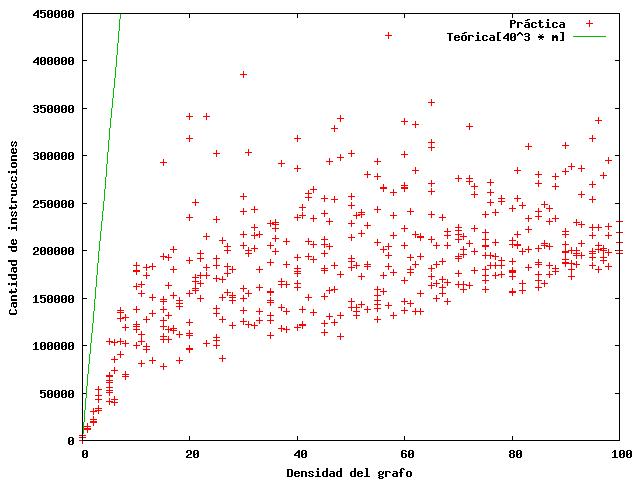 Práctica
Teórica[40^3 * m]
450000
400000
350000
300000
250000
200000
150000
100000
50000
0
Cantidad de instrucciones
0 20 40 60 80 100
Densidad del grafo